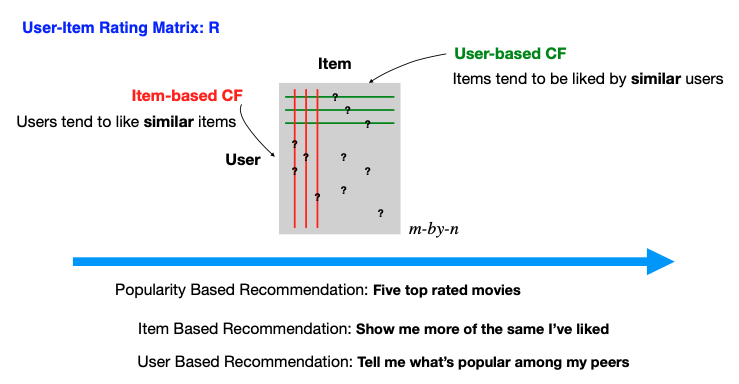 User-Item Rating Matrix: R
User-based CF
Item
Items tend to be liked by similar users
Item-based CF
Users tend to like similar items
User
?
?
?
?
?
?
?
?
?
?
?
m-by-n
Popularity Based Recommendation: Five top rated movies
Item Based Recommendation: Show me more of the same I've liked
User Based Recommendation: Tell me what's popular among my peers